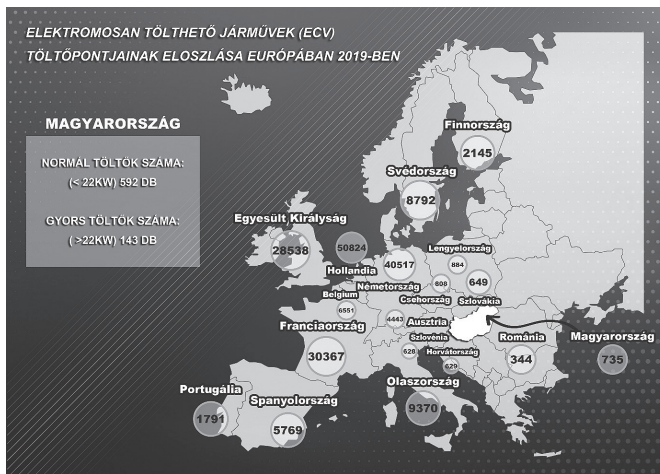 ELEKTROMOSAN TÖLTHETŐ JÁRMŰVEK (ECV)
TÖLTŐPONTJAINAK ELOSZLÁSA EURÓPÁBAN 2019-BEN
MAGYARORSZÁG
NORMÁL TÖLTŐK SZÁMA:
(< 22KW) 592 DB
GYORS TÖLTŐK SZÁMA:
( >22KW) 143 DB
Finnország
2145
Svédország
8792
Egyesült Királyság
28538
50824
Hollandia
40517
Németország
Lengyelország
884
608
Csehország
649
Szlovákia
Belgium
6551
Franciaország
30367
4443
Ausztria
Szlovénia
628
Horvátország
629
Románia
344
Magyarország
735
Portugália
1791
Spanyolország
5769
Olaszország
9370